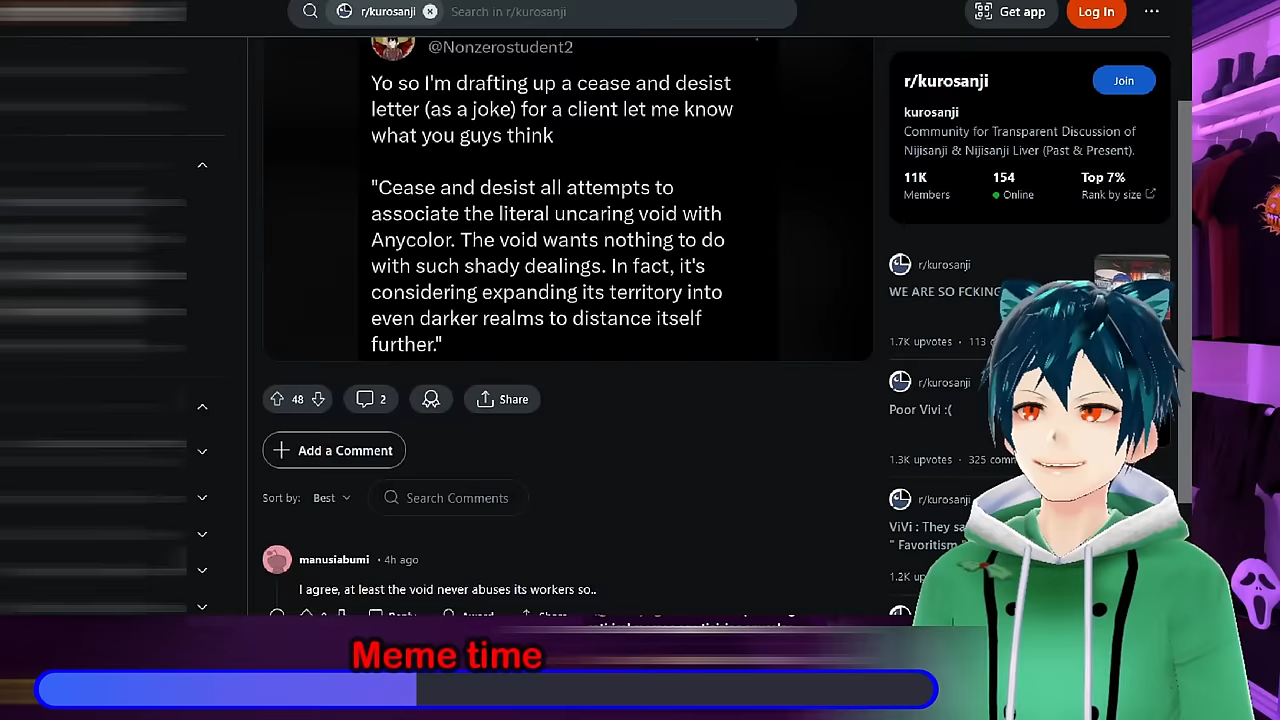 r/kurosanji
Search in r/kurosanji
Get app
Log In
@Nonzerostudent2
Yo so I'm drafting up a cease and desist
letter (as a joke) for a client let me know
what you guys think
"Cease and desist all attempts to
associate the literal uncaring void with
Anycolor. The void wants nothing to do
with such shady dealings. In fact, it's
considering expanding its territory into
even darker realms to distance itself
further."
48
2
Share
Add a Comment
Sort by: Best
Search Comments
manusiabumi • 4h ago
I agree, at least the void never abuses its workers so..
Reply
Award
Share
r/kurosanji
Join
kurosanji
Community for Transparent Discussion of
Nijisanji & Nijisanji Liver (Past & Present).
11K
154
Top 7%
Members
Online
Rank by size
r/kurosanji
WE ARE SO FCKING
1.7K upvotes • 113
r/kurosanji
Poor Vivi :(
1.3K upvotes • 325
r/kurosanji
ViVi : They
" Favoritism
Meme time